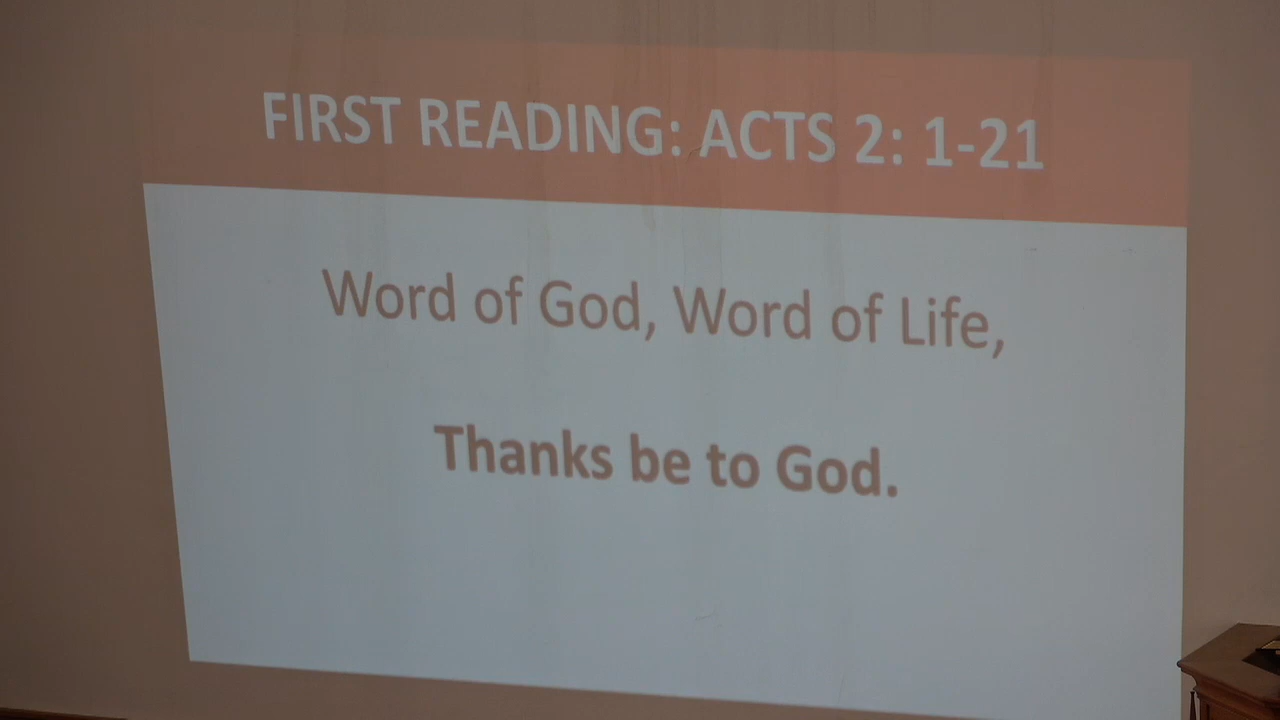 FIRST READING: ACTS 2: 1-21
Word of God, Word of Life,
Thanks be to God.